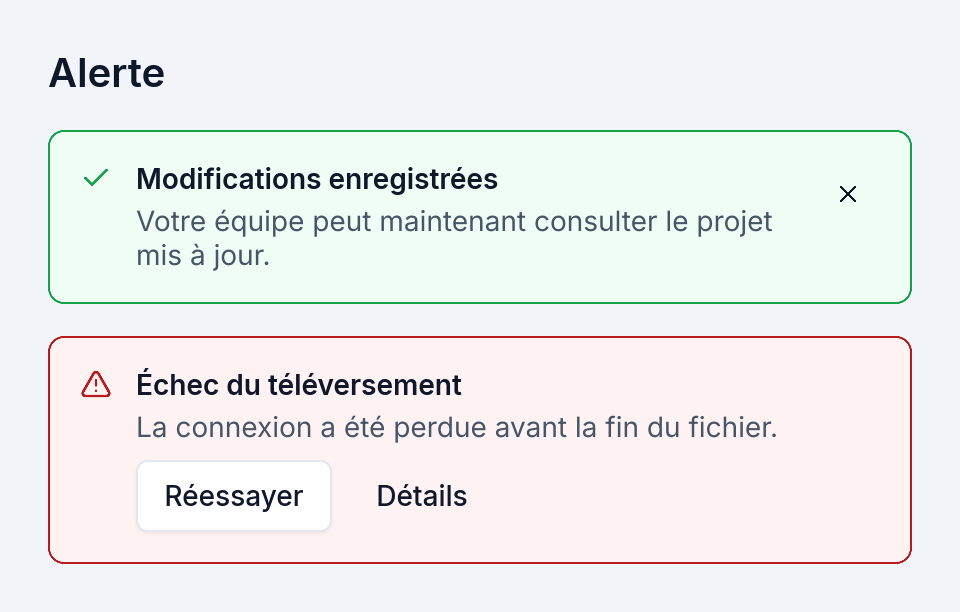 Alerte
Modifications enregistrées
Votre équipe peut maintenant consulter le projet
mis à jour.
Échec du téléversement
La connexion a été perdue avant la fin du fichier.
Réessayer
Détails